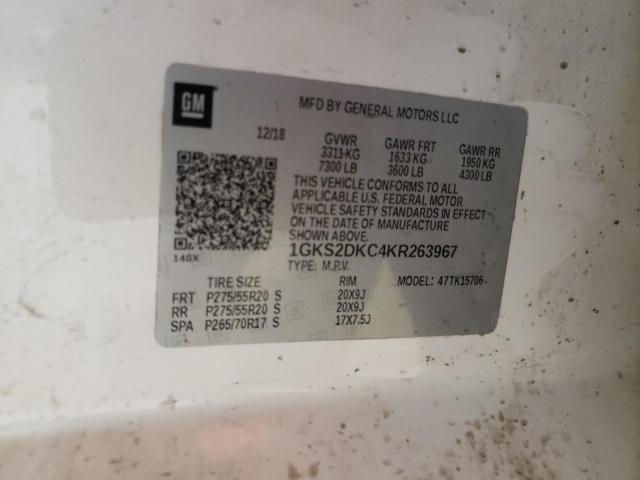 GM
MFD BY GENERAL MOTORS LLC
12/18 GVWR GAWR FRT GAWR RR
3311 KG 1633 KG 1950 KG
7300 LB 3600 LB 4300 LB
THIS VEHICLE CONFORMS TO ALL
APPLICABLE U.S. FEDERAL MOTOR
VEHICLE SAFETY STANDARDS IN EFFECT
ON THE DATE OF MANUFACTURE
SHOWN ABOVE.
140X 1GKS2DKC4KR263967
TYPE: M.P.V. MODEL: 47TK15706
TIRE SIZE RIM
FRT P275/55R20 S 20X9J
RR P275/55R20 S 20X9J
SPA P265/70R17 S 17X7.5J